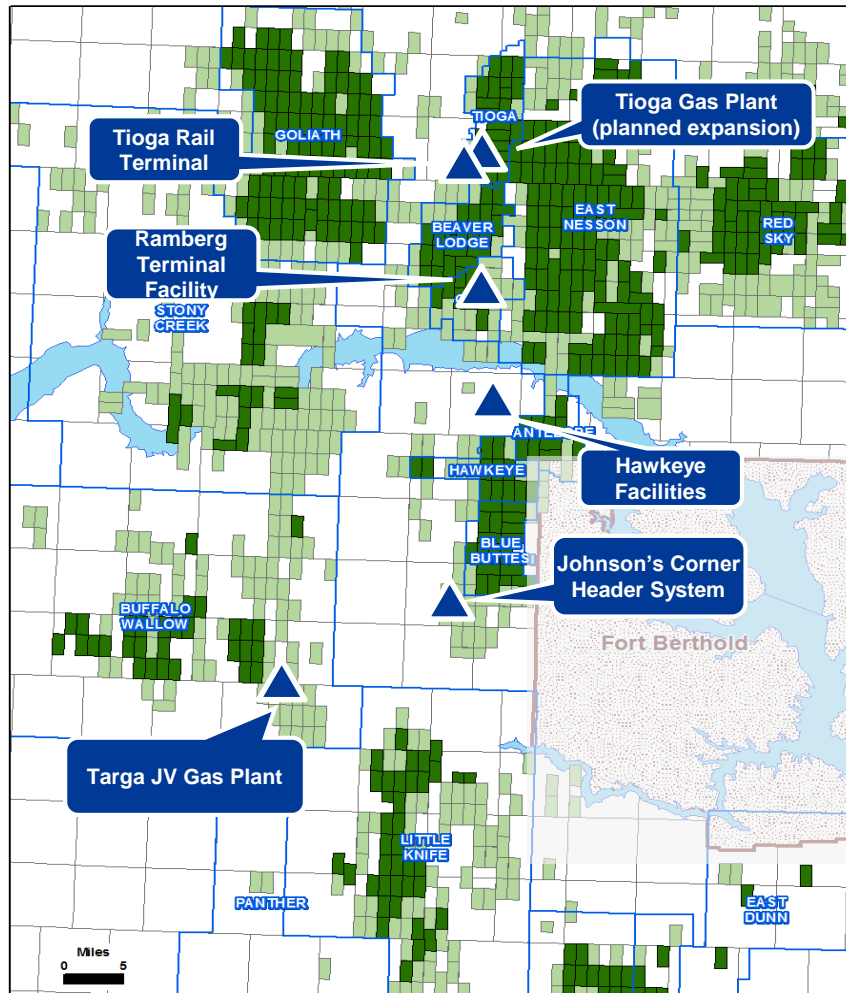 TIOGA
Tioga Gas Plant
(planned expansion)
Tioga Rail
Terminal
GOLIATH
EAST
NESSON
BEAVER
LODGE
RED
SKY
Ramberg
Terminal
Facility
STONY
CREEK
HAWKEYE
Hawkeye
Facilities
BLUE
BUTTES
Johnson's Corner
Header System
BUFFALO
WALLOW
Fort Berthold
Targa JV Gas Plant
LITTLE
KNIFE
PANTHER
EAST
DUNN
Miles
0 5